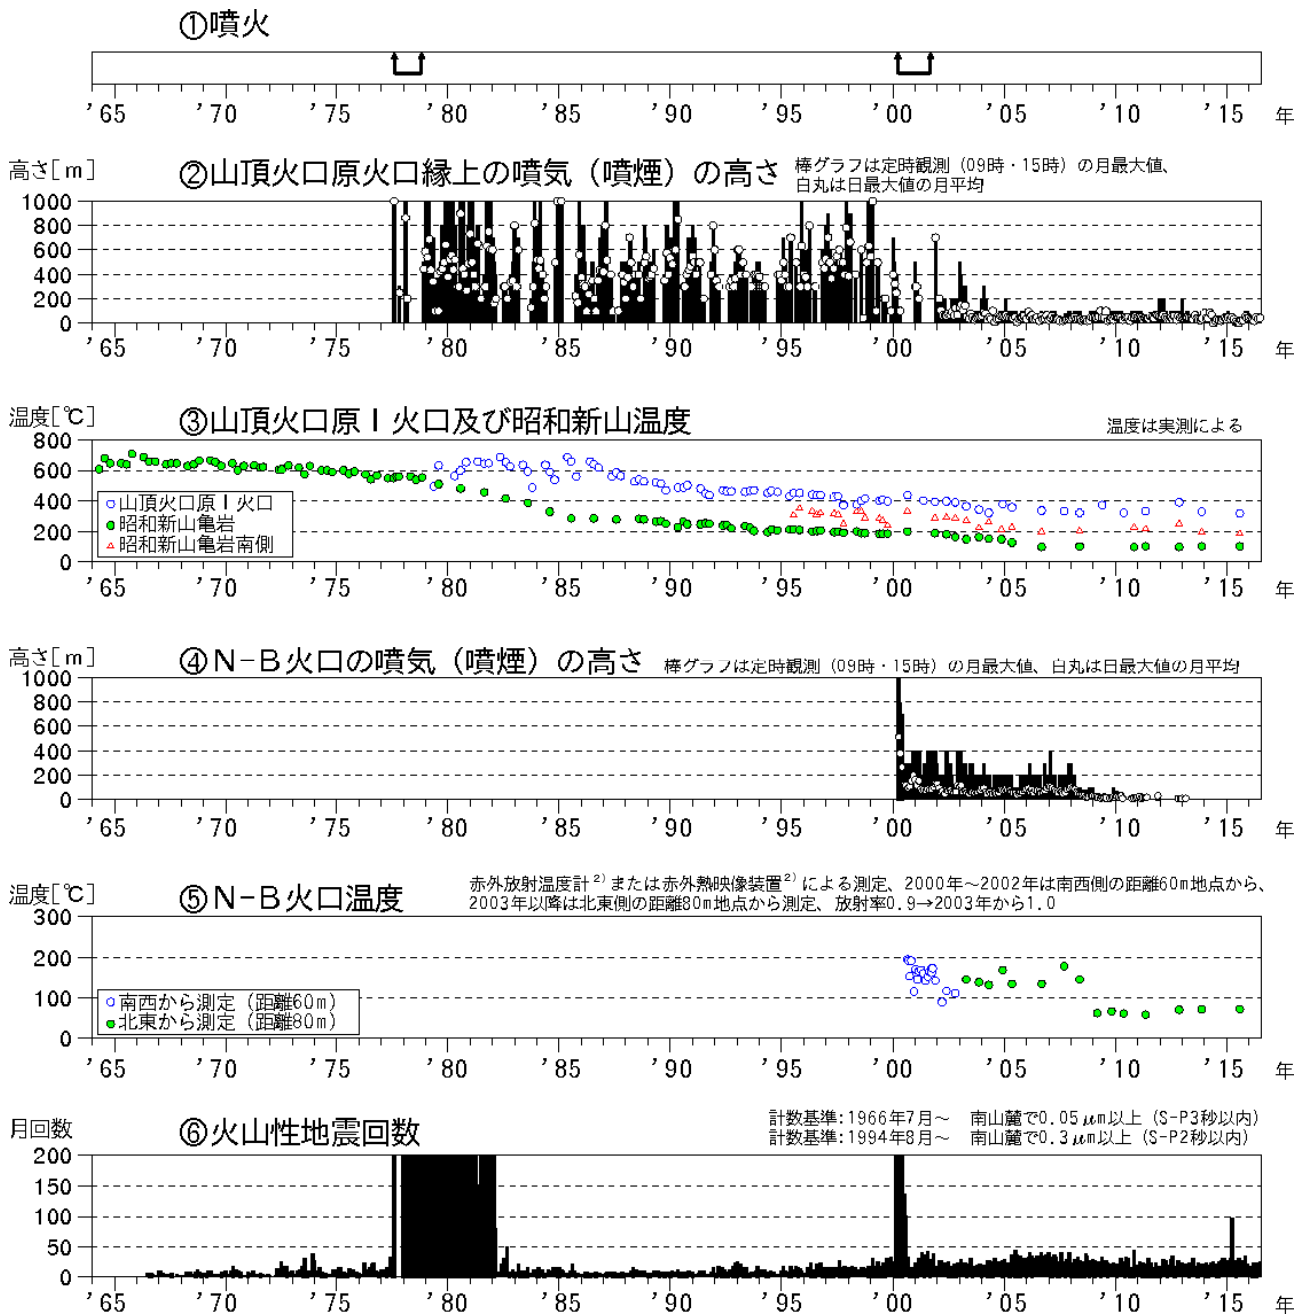 ①噴火
'65 '70 '75 '80 '85 '90 '95 '00 '05 '10 '15 年
高さ[m] ②山頂火口原火口縁上の噴気（噴煙）の高さ 棒グラフは定時観測（09時・15時）の月最大値、
白丸は日最大値の月平均
1000
800
600
400
200
0
'65 '70 '75 '80 '85 '90 '95 '00 '05 '10 '15 年
温度[℃] ③山頂火口原Ｉ火口及び昭和新山温度 温度は実測による
800
600
400
200
0
山頂火口原Ｉ火口
昭和新山亀岩
昭和新山亀岩南側
'65 '70 '75 '80 '85 '90 '95 '00 '05 '10 '15 年
高さ[m] ④Ｎ−Ｂ火口の噴気（噴煙）の高さ 棒グラフは定時観測（09時・15時）の月最大値、白丸は日最大値の月平均
1000
800
600
400
200
0
'65 '70 '75 '80 '85 '90 '95 '00 '05 '10 '15 年
温度[℃] ⑤Ｎ−Ｂ火口温度 赤外放射温度計²⁾または赤外熱映像装置²⁾による測定、2000年～2002年は南西側の距離60m地点から、
2003年以降は北東側の距離80m地点から測定、放射率0.9→2003年から1.0
300
200
100
0
南西から測定（距離60m）
北東から測定（距離80m）
'65 '70 '75 '80 '85 '90 '95 '00 '05 '10 '15 年
月回数 ⑥火山性地震回数 計数基準:1966年7月～ 南山麓で0.05μm以上（S-P3秒以内）
計数基準:1994年8月～ 南山麓で0.3μm以上（S-P2秒以内）
200
150
100
50
0
'65 '70 '75 '80 '85 '90 '95 '00 '05 '10 '15 年